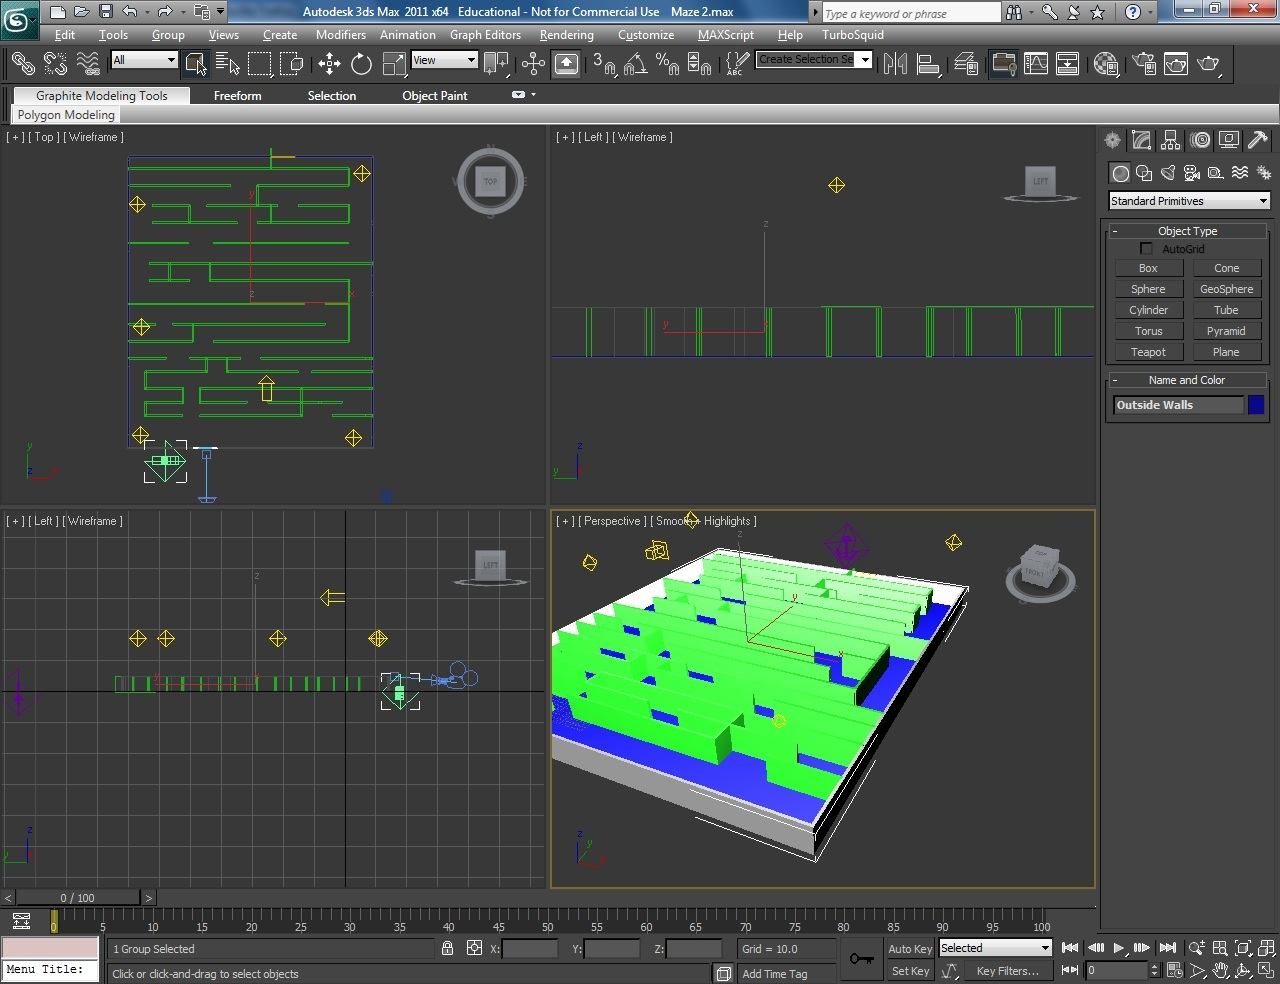 Autodesk 3ds Max 2011 x64 Educational - Not for Commercial Use Maze 2.max
Type a keyword or phrase
Edit Tools Group Views Create Modifiers Animation Graph Editors Rendering Customize MAXScript Help TurboSquid
All View 3 Create Selection Se
Graphite Modeling Tools Freeform Selection Object Paint
Polygon Modeling
[ + ] [ Top ] [ Wireframe ]
[ + ] [ Left ] [ Wireframe ]
TOP
LEFT
Standard Primitives
- Object Type
AutoGrid
Box Cone
Sphere GeoSphere
Cylinder Tube
Torus Pyramid
Teapot Plane
- Name and Color
Outside Walls
[ + ] [ Left ] [ Wireframe ]
[ + ] [ Perspective ] [ Smooth + Highlights ]
LEFT
TOP
FRONT
< 0 / 100 >
0 5 10 15 20 25 30 35 40 45 50 55 60 65 70 75 80 85 90 95 100
1 Group Selected X: Y: Z: Grid = 10.0 Auto Key Selected
Menu Title: Click or click-and-drag to select objects Add Time Tag Set Key Key Filters... 0